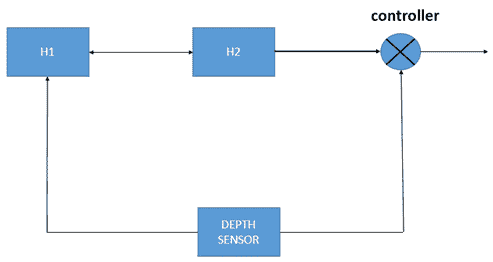 controller
H1
H2
DEPTH
SENSOR